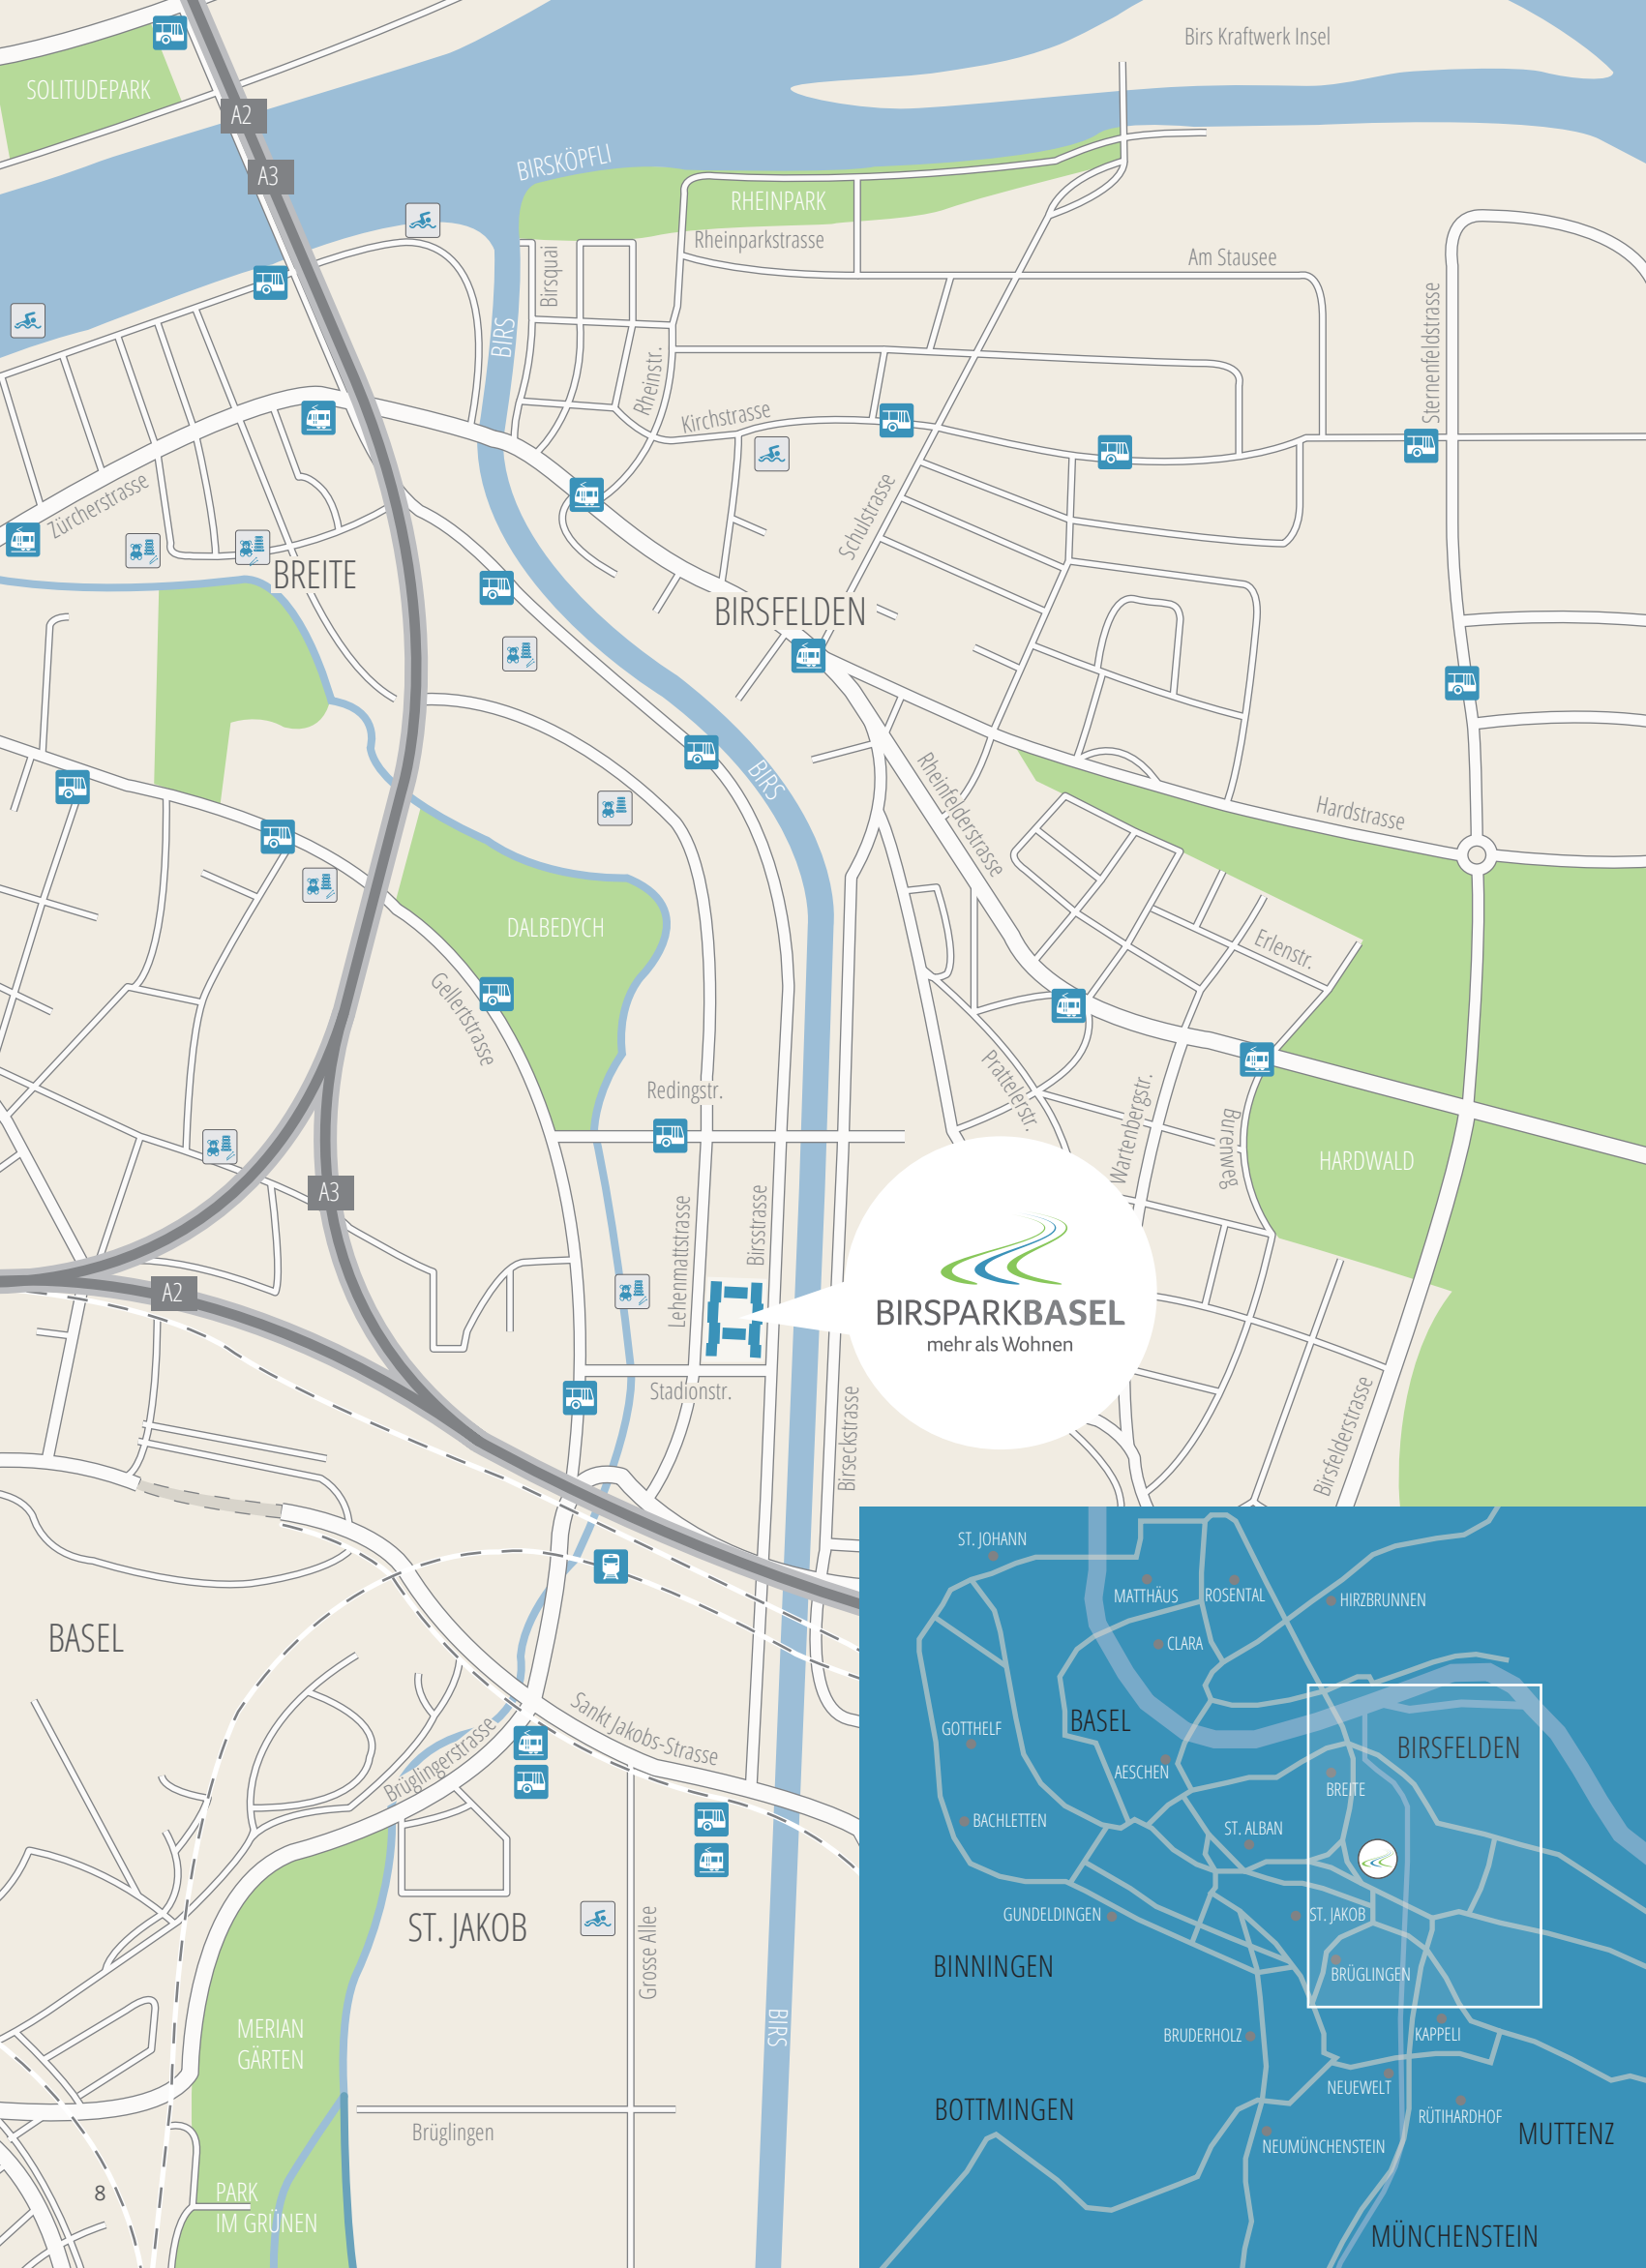 Birs Kraftwerk Insel
SOLITUDEPARK
A2
BIRSKÖPFLI
A3
RHEINPARK
Rheinparkstrasse
Am Stausee
Birsquai
BIRS
Sternenfeldstrasse
Rheinstr.
Kirchstrasse
Zürcherstrasse
Schulstrasse
BREITE
BIRSFELDEN
BIRS
Rheinfelderstrasse
Hardstrasse
DALBEDYCH
Erlenstr.
Gellertstrasse
Redingstr.
Prattelerstr.
Wartenbergstr.
Burenweg
HARDWALD
A3
Lehenmattstrasse
Birsstrasse
A2
BIRSPARKBASEL
mehr als Wohnen
Stadionstr.
Birseckstrasse
Birsfelderstrasse
BASEL
Sankt Jakobs-Strasse
Brüglingerstrasse
ST. JAKOB
Grosse Allee
BIRS
MERIAN
GÄRTEN
Brüglingen
PARK
IM GRÜNEN
8
ST. JOHANN
MATTHÄUS
ROSENTAL
HIRZBRUNNEN
CLARA
BASEL
GOTTHELF
BIRSFELDEN
AESCHEN
BREITE
BACHLETTEN
ST. ALBAN
GUNDELDINGEN
ST. JAKOB
BINNINGEN
BRÜGLINGEN
BRUDERHOLZ
KAPPELI
NEUEWELT
BOTTMINGEN
RÜTIHARDHOF
MUTTENZ
NEUMÜNCHENSTEIN
MÜNCHENSTEIN